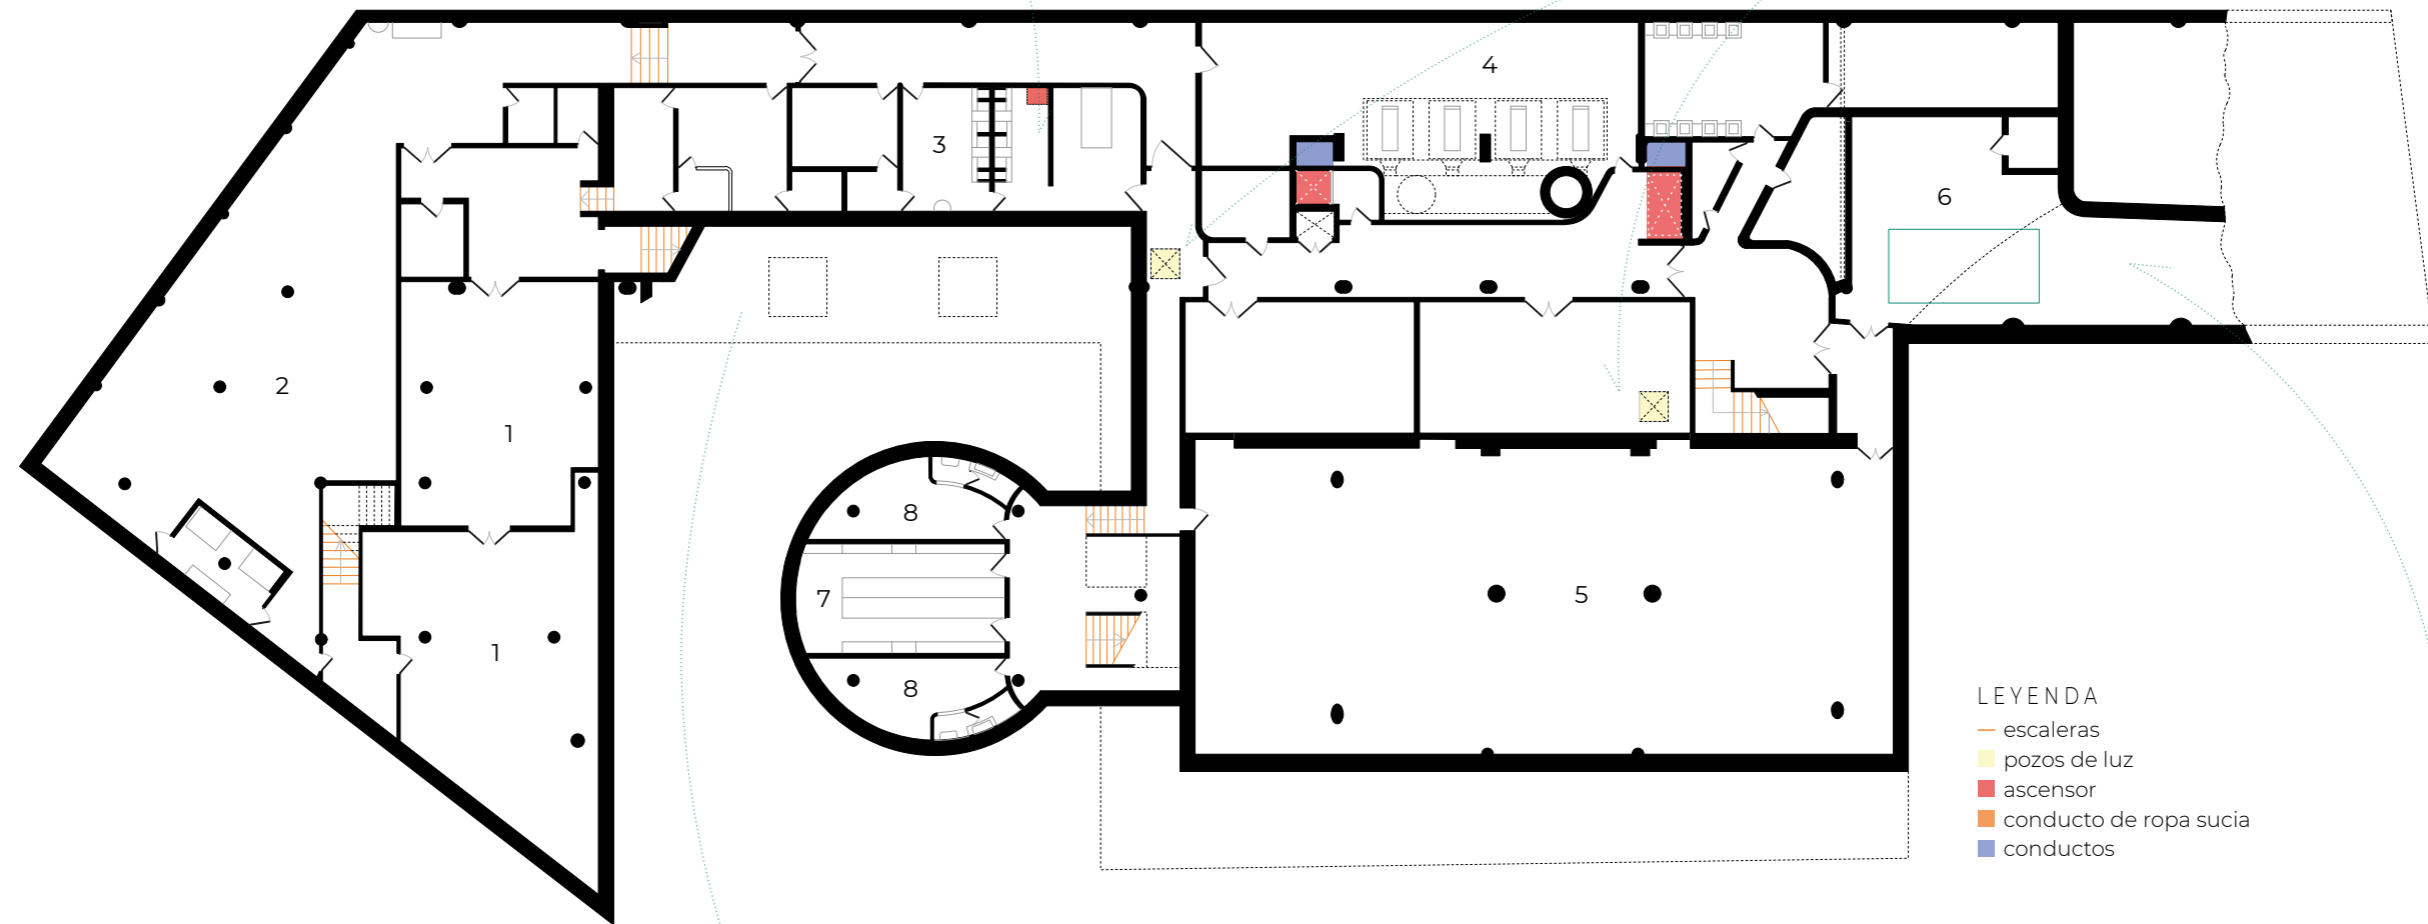 4
3
6
2
1
8
7
5
1
8
LEYENDA
escaleras
pozos de luz
ascensor
conducto de ropa sucia
conductos